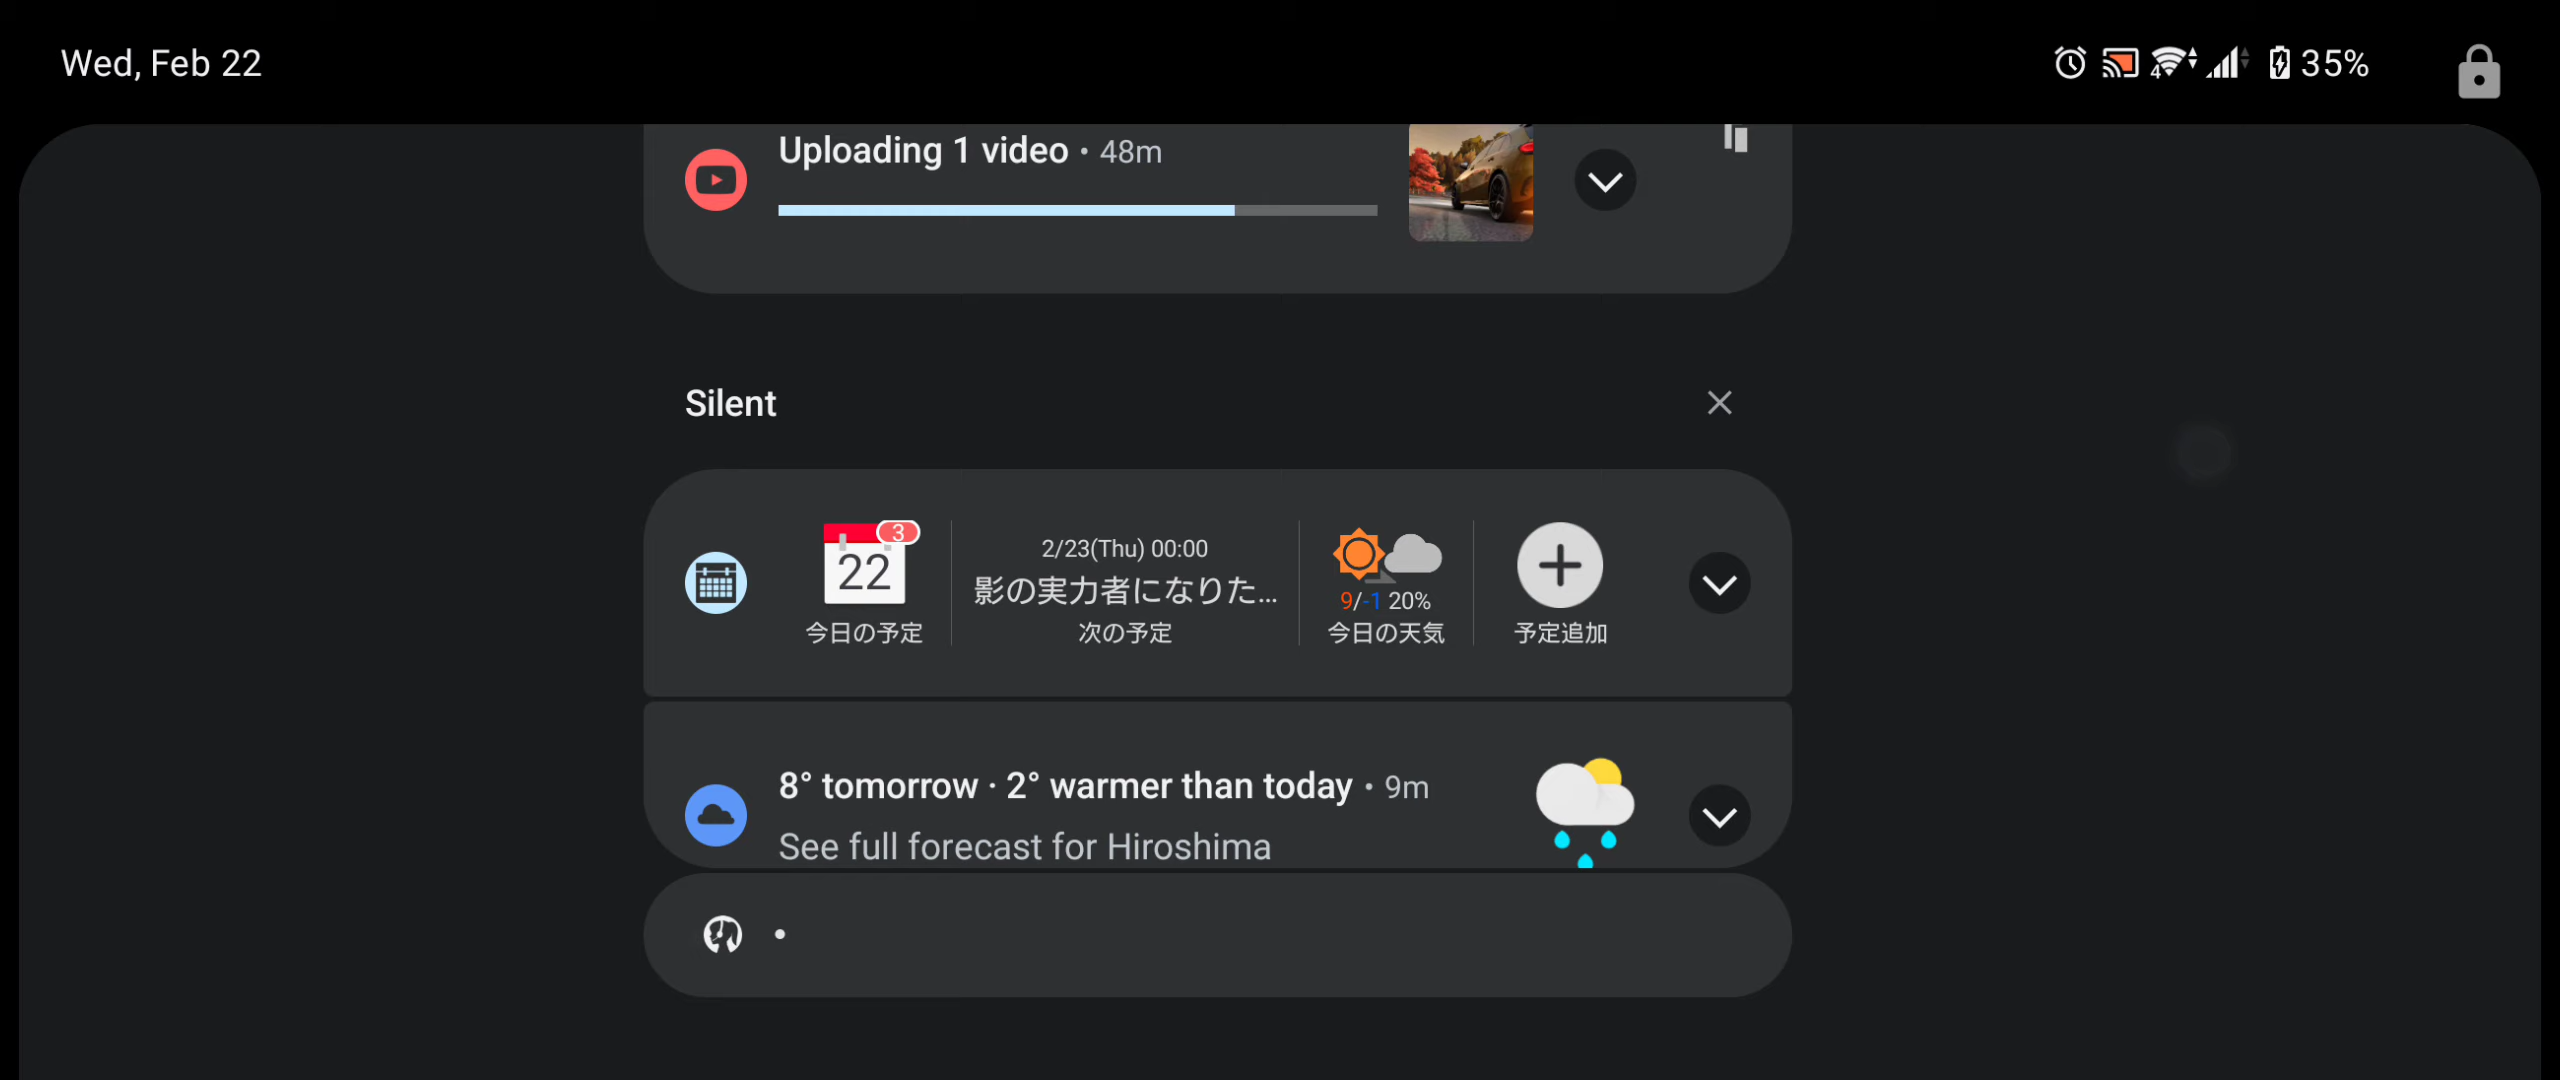 Wed, Feb 22
4
35%
Uploading 1 video • 48m
Silent
3
22
今日の予定
2/23(Thu) 00:00
影の実力者になりた...
次の予定
9/-1 20%
今日の天気
予定追加
8° tomorrow · 2° warmer than today • 9m
See full forecast for Hiroshima